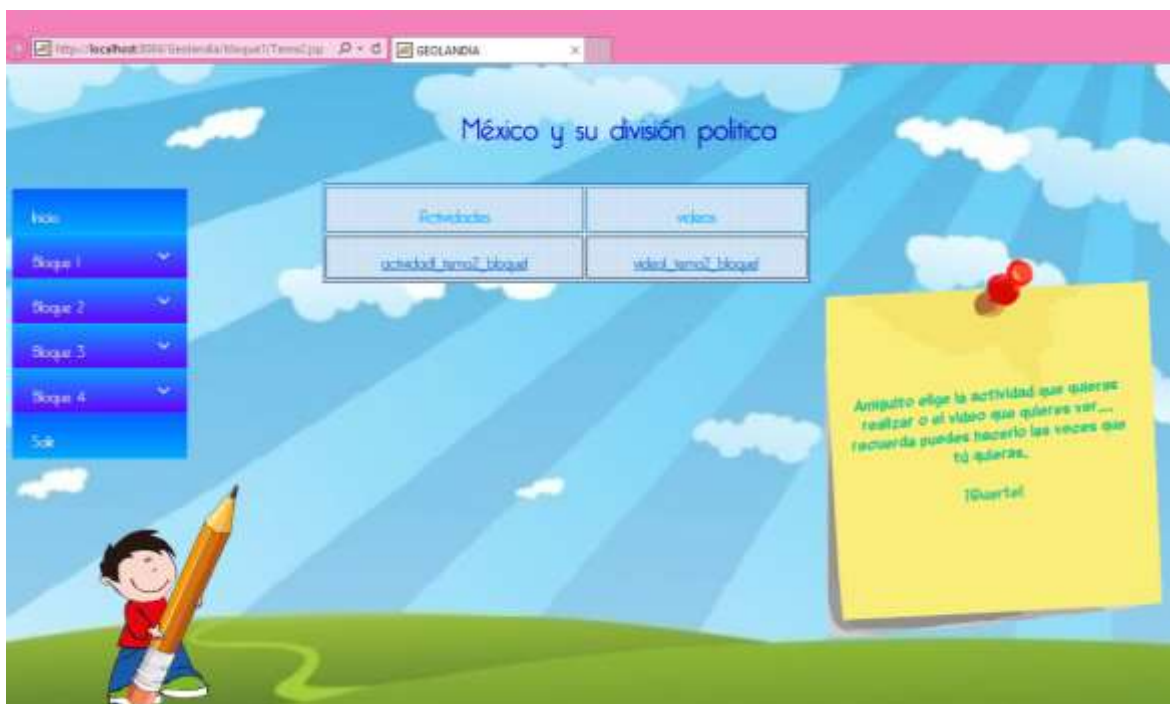 GEOLANDIA
México y su división politica
Inicio
Bloque 1
Bloque 2
Bloque 3
Bloque 4
Salir
Actividades videos
actividad1_tema2_bloque1 video1_tema2_bloque1
Amiguito elige la actividad que quieras
realizar o el video que quieras ver...
recuerda puedes hacerlo las veces que
tú quieras.
¡Suerte!